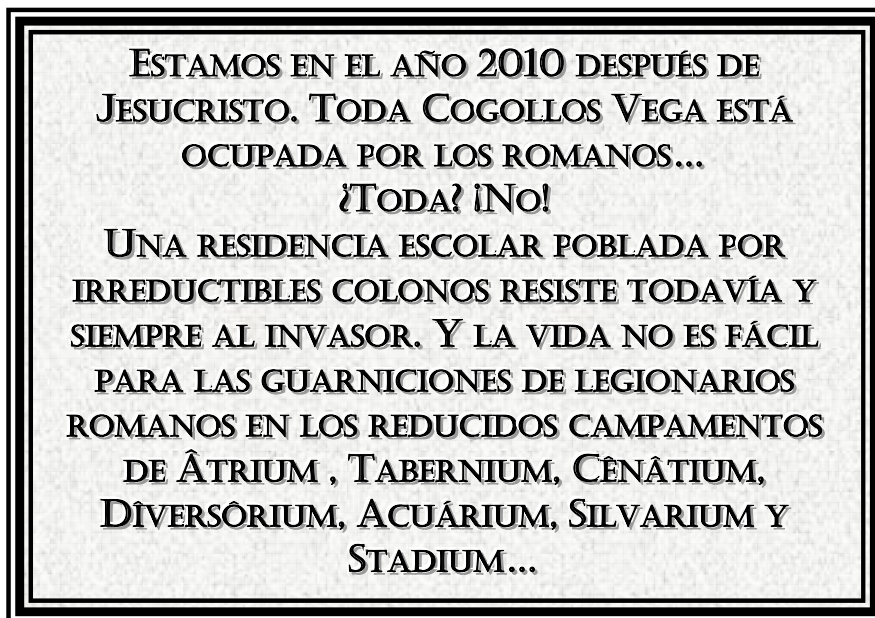 Estamos en el año 2010 después de
Jesucristo. Toda Cogollos Vega está
ocupada por los romanos...
¿Toda? ¡No!
Una residencia escolar poblada por
irreductibles colonos resiste todavía y
siempre al invasor. Y la vida no es fácil
para las guarniciones de legionarios
romanos en los reducidos campamentos
de Âtrium , Tabernium, Cênâtium,
Dîversôrium, Acuárium, Silvarium y
Stadium...